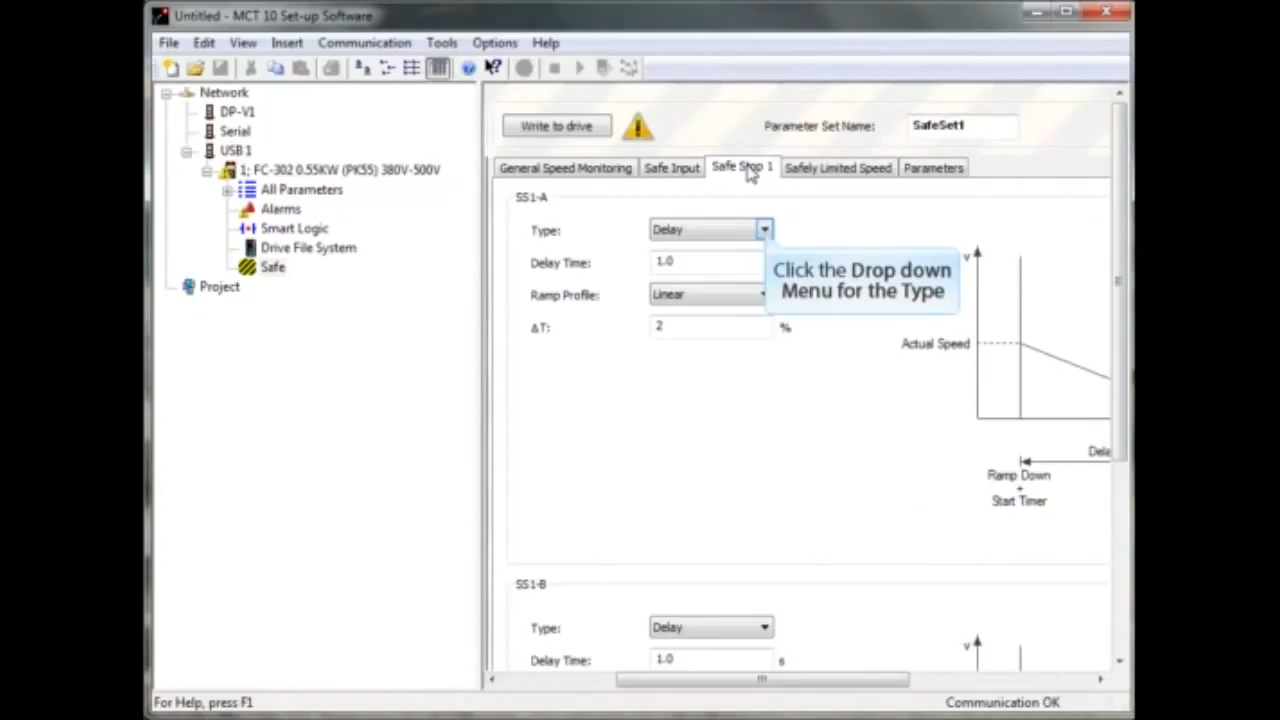 Untitled - MCT 10 Set-up Software
File Edit View Insert Communication Tools Options Help
Network
DP-V1
Serial
USB 1
1; FC-302 0.55KW (PK55) 380V-500V
All Parameters
Alarms
Smart Logic
Drive File System
Safe
Project
Write to drive
Parameter Set Name: SafeSet1
General Speed Monitoring Safe Input Safe Stop 1 Safely Limited Speed Parameters
SS1-A
Type: Delay
Delay Time: 1.0
Ramp Profile: Linear
ΔT: 2 %
Click the Drop down
Menu for the Type
v
Actual Speed
Dela
Ramp Down
+
Start Timer
SS1-B
Type: Delay
Delay Time: 1.0 s
v
For Help, press F1
Communication OK